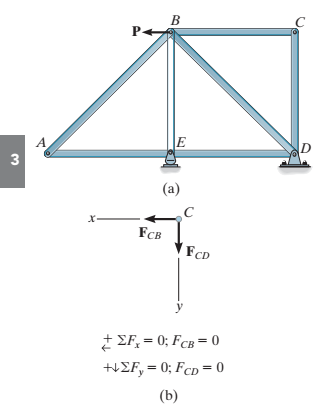 B
C
P
A
E
D
3
(a)
x
C
F_CB
F_CD
y
+← ΣF_x = 0; F_CB = 0
+↓ΣF_y = 0; F_CD = 0
(b)